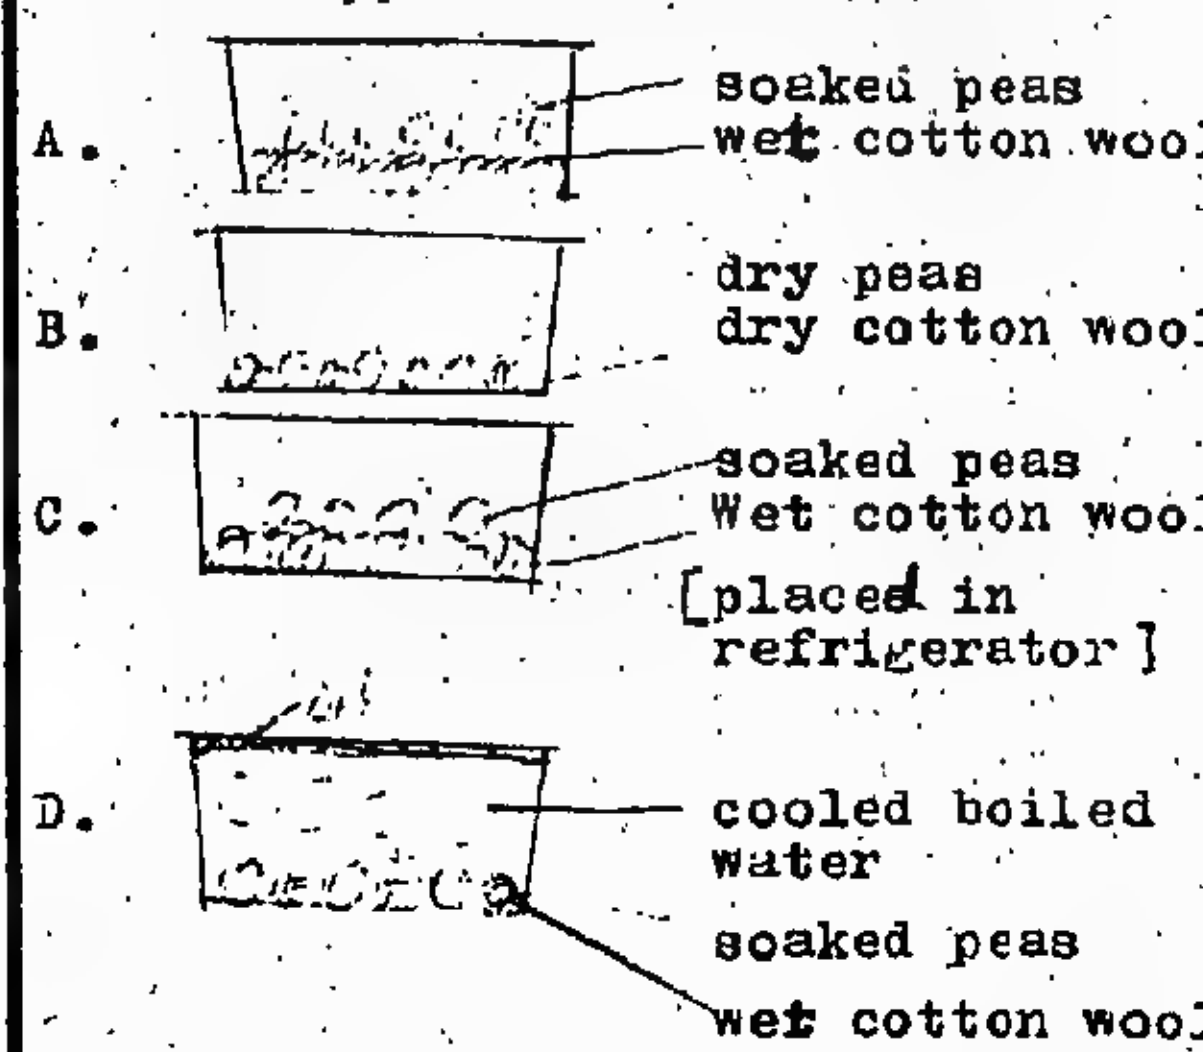 A.
soaked peas
wet cotton wool
B.
dry peas
dry cotton wool
C.
soaked peas
Wet cotton wool
[placed in
refrigerator]
oil
D.
cooled boiled
water
soaked peas
wet cotton wool